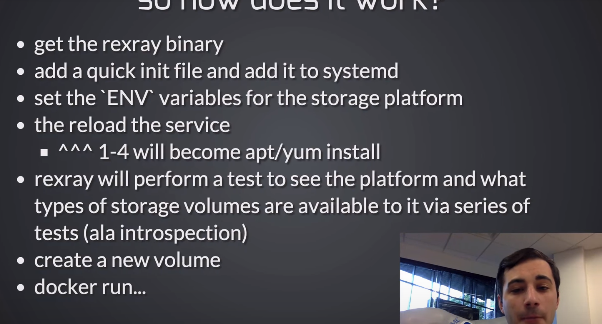 so how does it work?
get the rexray binary
add a quick init file and add it to systemd
set the `ENV` variables for the storage platform
the reload the service
^^^ 1-4 will become apt/yum install
rexray will perform a test to see the platform and what
types of storage volumes are available to it via series of
tests (ala introspection)
create a new volume
docker run...